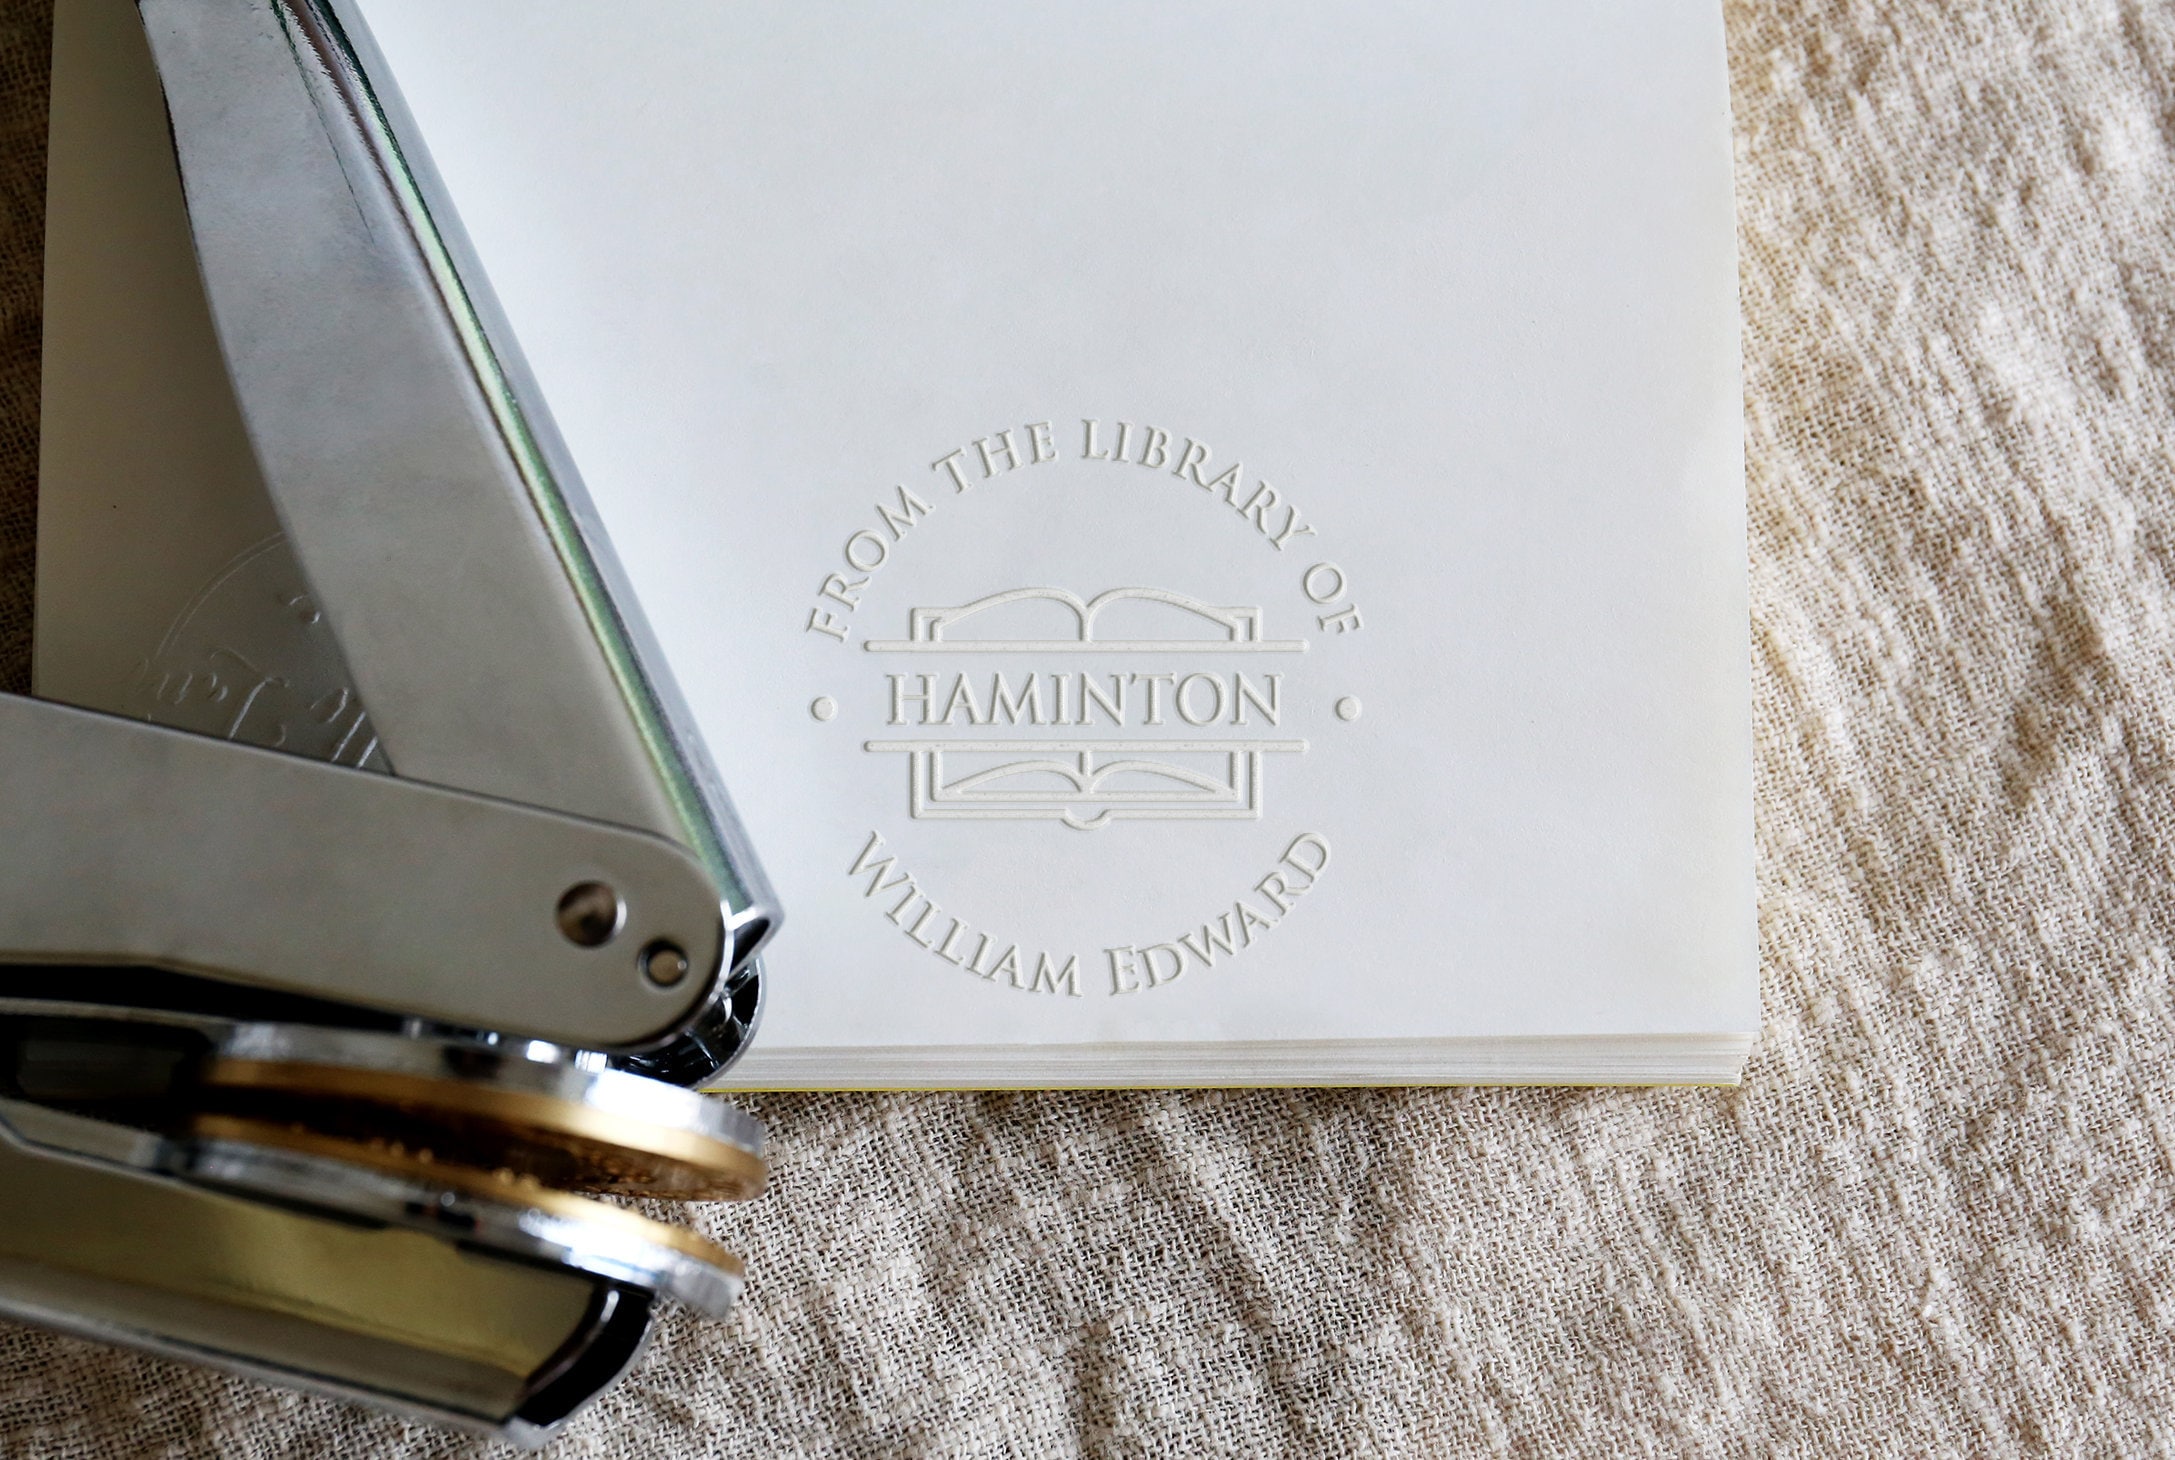 FROM THE LIBRARY OF
HAMINTON
WILLIAM EDWARD